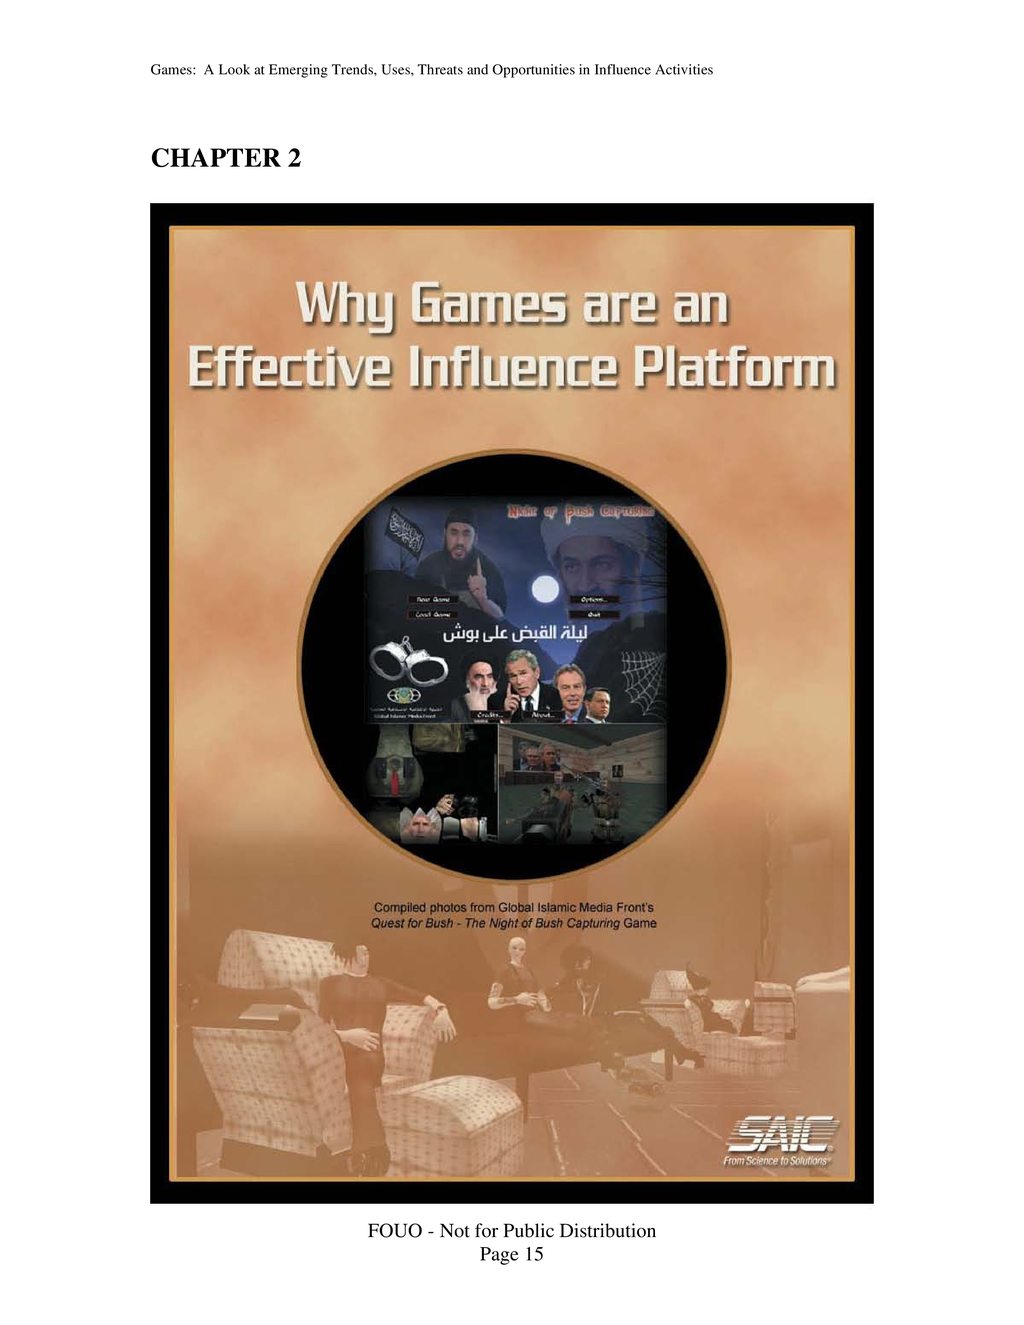 Games: A Look at Emerging Trends, Uses, Threats and Opportunities in Influence Activities
CHAPTER 2
Why Games are an
Effective Influence Platform
Night of Bush Capturing
New Game
Options...
Load Game
Quit
ليلة القبض على بوش
Credits...
About...
Global Islamic Media Front
Compiled photos from Global Islamic Media Front's
Quest for Bush - The Night of Bush Capturing Game
SAIC
From Science to Solutions
FOUO - Not for Public Distribution
Page 15